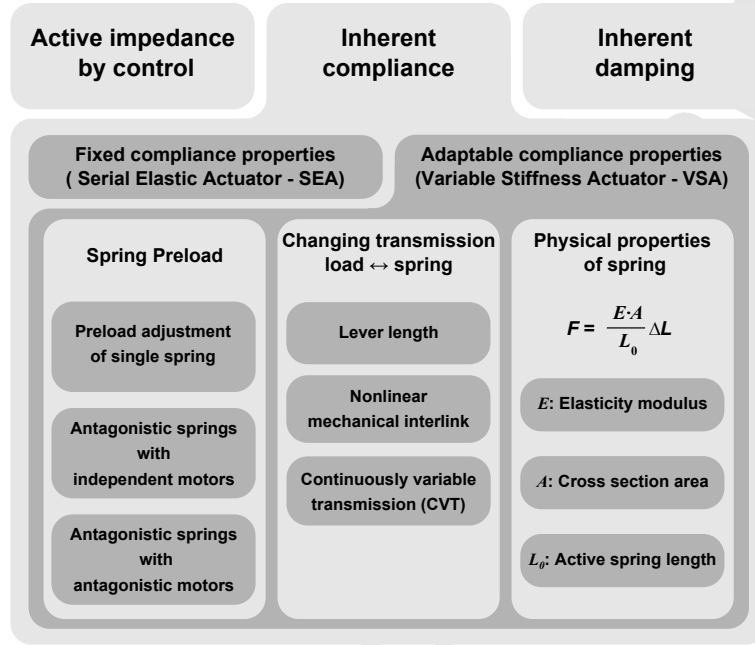 Active impedance
by control
Inherent
compliance
Inherent
damping
Fixed compliance properties
( Serial Elastic Actuator - SEA)
Adaptable compliance properties
(Variable Stiffness Actuator - VSA)
Spring Preload
Preload adjustment
of single spring
Antagonistic springs
with
independent motors
Antagonistic springs
with
antagonistic motors
Changing transmission
load ↔ spring
Lever length
Nonlinear
mechanical interlink
Continuously variable
transmission (CVT)
Physical properties
of spring
F = E·A / L₀ ΔL
E: Elasticity modulus
A: Cross section area
L₀: Active spring length